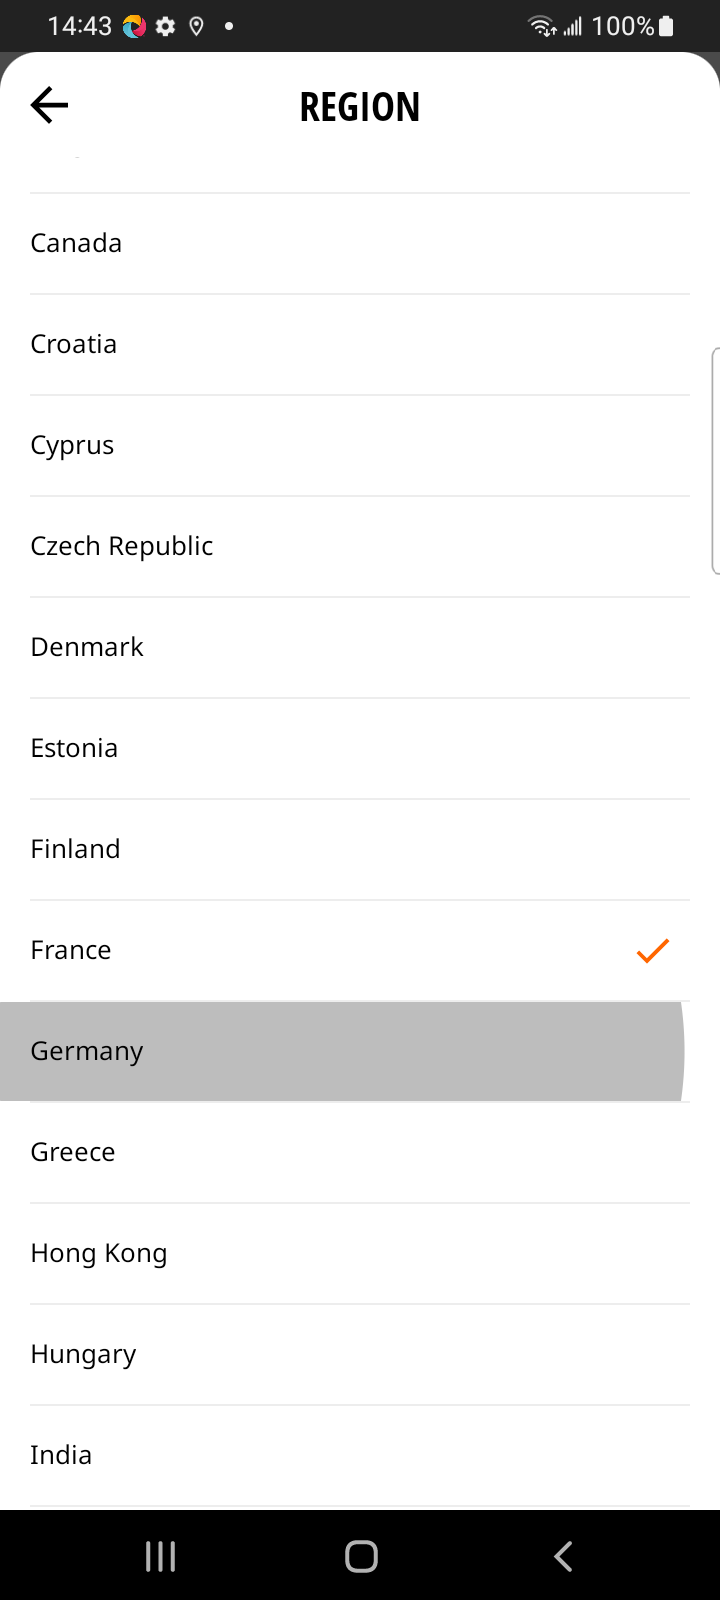 14:43
100%
REGION
Canada
Croatia
Cyprus
Czech Republic
Denmark
Estonia
Finland
France
Germany
Greece
Hong Kong
Hungary
India